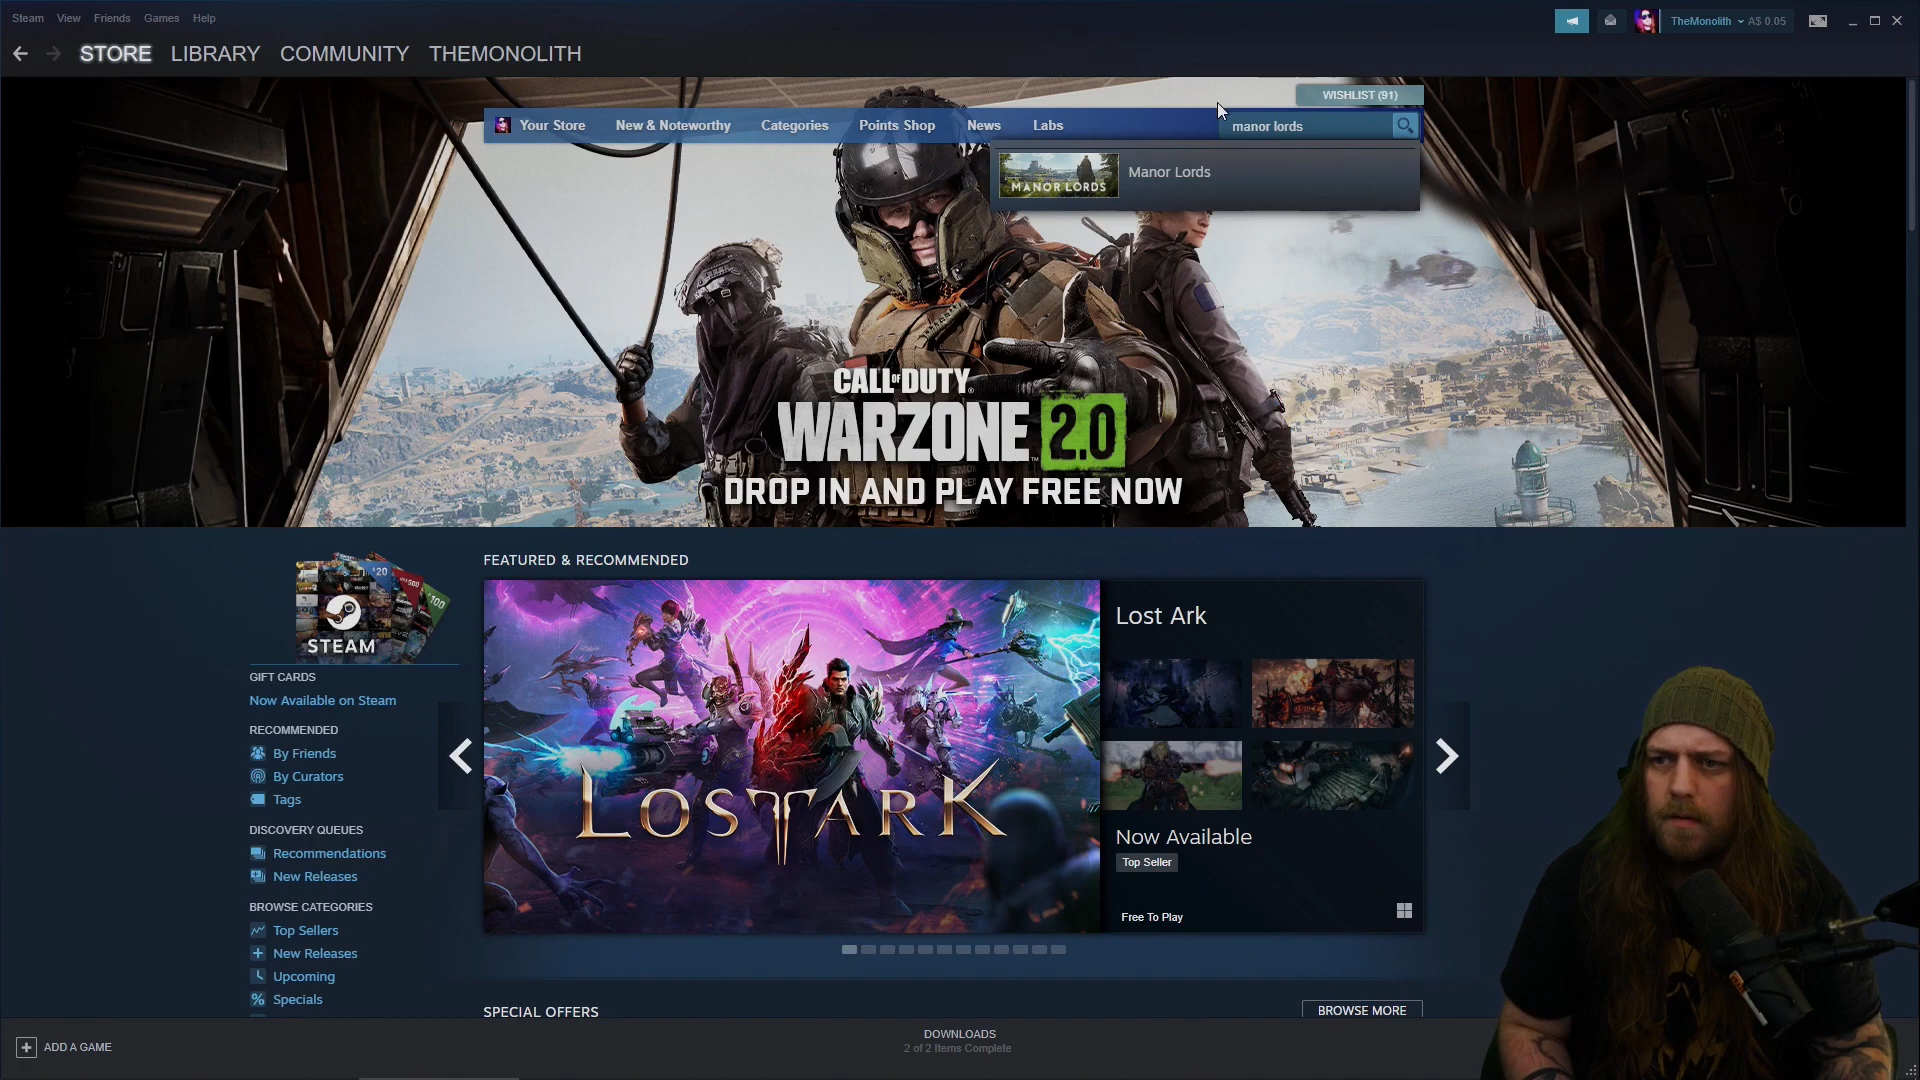 Steam View Friends Games Help
TheMonolith A$ 0.05
STORE LIBRARY COMMUNITY THEMONOLITH
WISHLIST (91)
Your Store New & Noteworthy Categories Points Shop News Labs
manor lords
MANOR LORDS
Manor Lords
CALL OF DUTY
WARZONE 2.0
DROP IN AND PLAY FREE NOW
FEATURED & RECOMMENDED
20
500
100
STEAM
GIFT CARDS
Now Available on Steam
RECOMMENDED
By Friends
By Curators
Tags
DISCOVERY QUEUES
Recommendations
New Releases
BROWSE CATEGORIES
Top Sellers
New Releases
Upcoming
Specials
LOST ARK
Lost Ark
Now Available
Top Seller
Free To Play
SPECIAL OFFERS
BROWSE MORE
ADD A GAME
DOWNLOADS
2 of 2 Items Complete